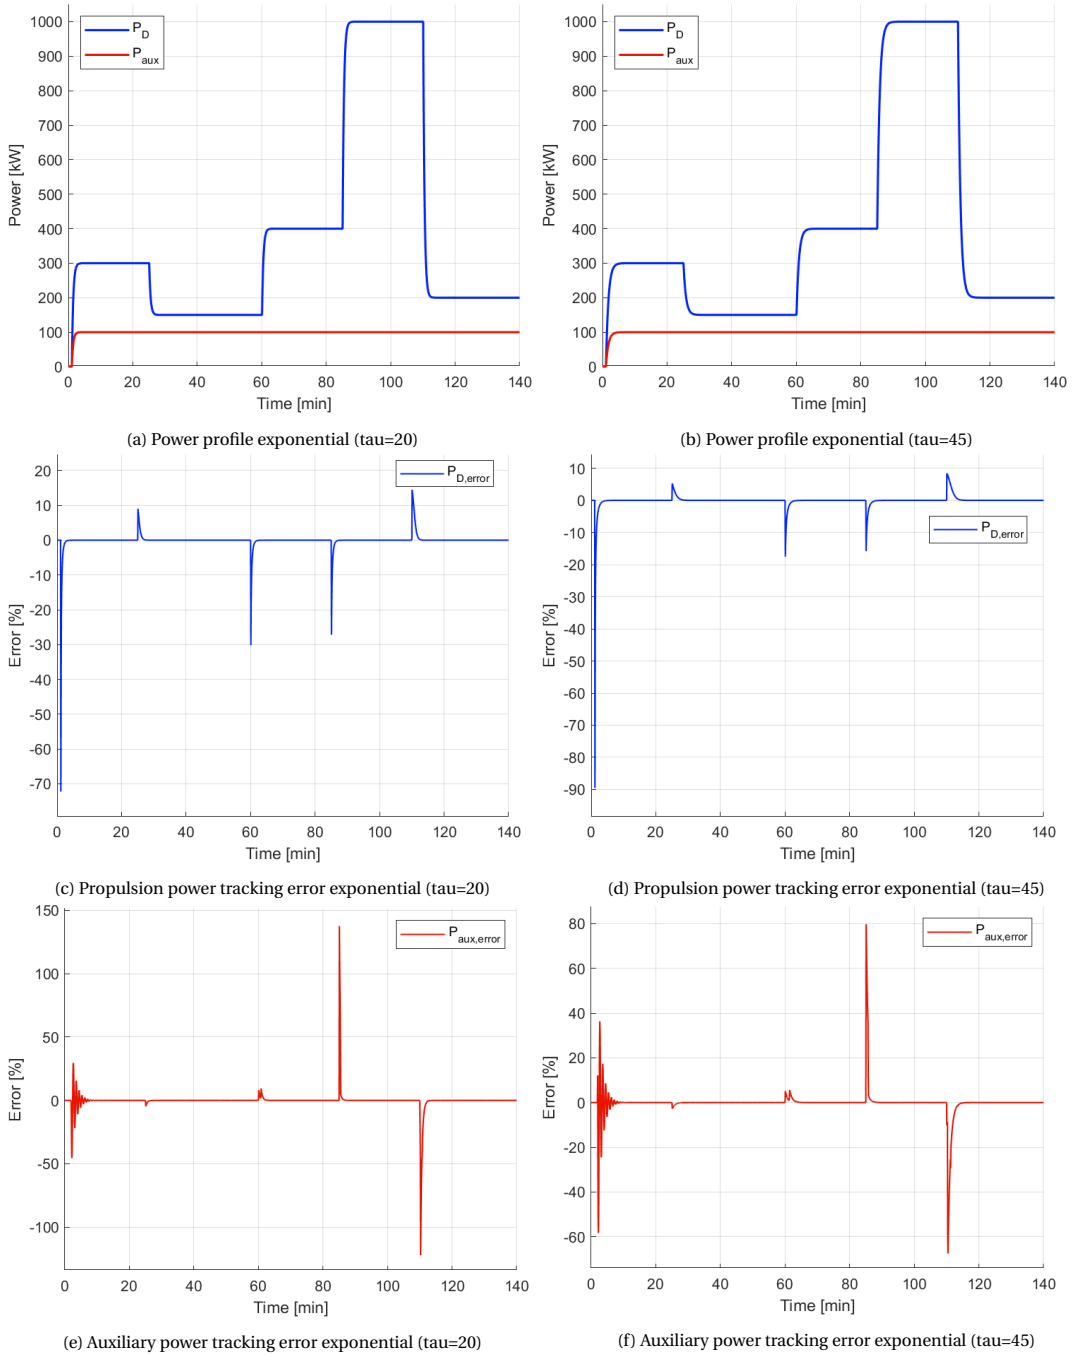 P_D
P_aux
Power [kW]
1000
900
800
700
600
500
400
300
200
100
0
0 20 40 60 80 100 120 140
Time [min]
(a) Power profile exponential (tau=20)
P_D
P_aux
Power [kW]
1000
900
800
700
600
500
400
300
200
100
0
0 20 40 60 80 100 120 140
Time [min]
(b) Power profile exponential (tau=45)
P_D,error
Error [%]
20
10
0
-10
-20
-30
-40
-50
-60
-70
0 20 40 60 80 100 120 140
Time [min]
(c) Propulsion power tracking error exponential (tau=20)
P_D,error
Error [%]
10
0
-10
-20
-30
-40
-50
-60
-70
-80
-90
0 20 40 60 80 100 120 140
Time [min]
(d) Propulsion power tracking error exponential (tau=45)
P_aux,error
Error [%]
150
100
50
0
-50
-100
0 20 40 60 80 100 120 140
Time [min]
(e) Auxiliary power tracking error exponential (tau=20)
P_aux,error
Error [%]
80
60
40
20
0
-20
-40
-60
0 20 40 60 80 100 120 140
Time [min]
(f) Auxiliary power tracking error exponential (tau=45)